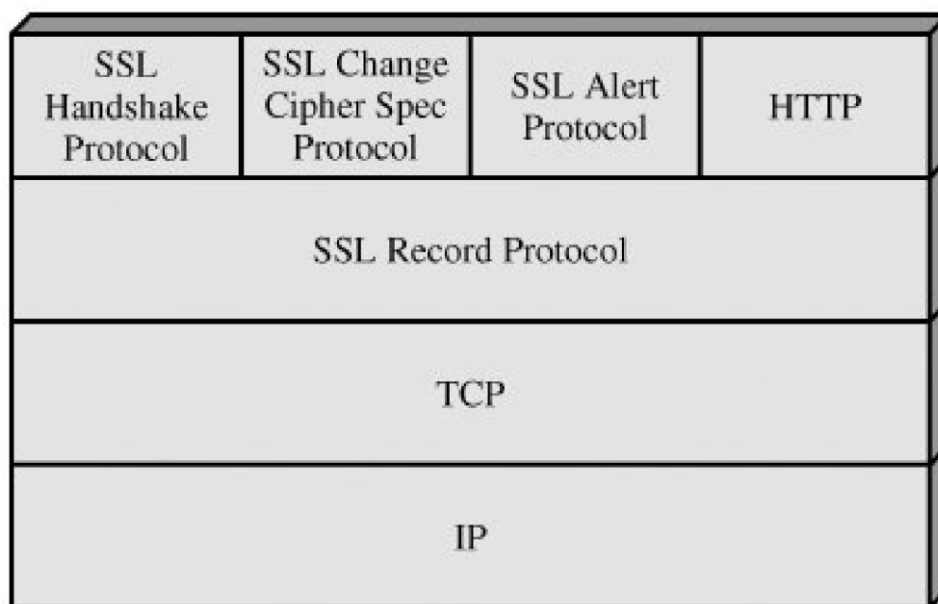 SSL
Handshake
Protocol
SSL Change
Cipher Spec
Protocol
SSL Alert
Protocol
HTTP
SSL Record Protocol
TCP
IP